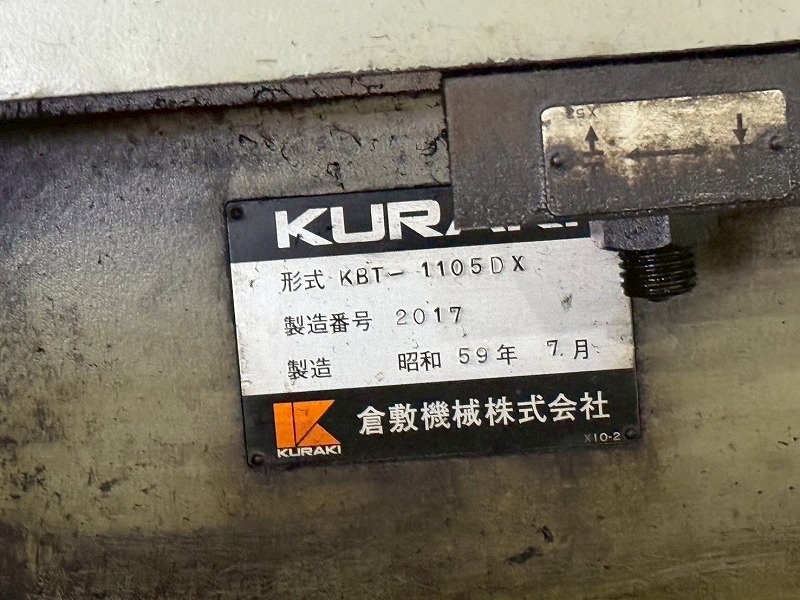 X53
KURAKI
形式 KBT- 1105DX
製造番号 2017
製造 昭和 59年 7月
KURAKI
倉敷機械株式会社
X10-2